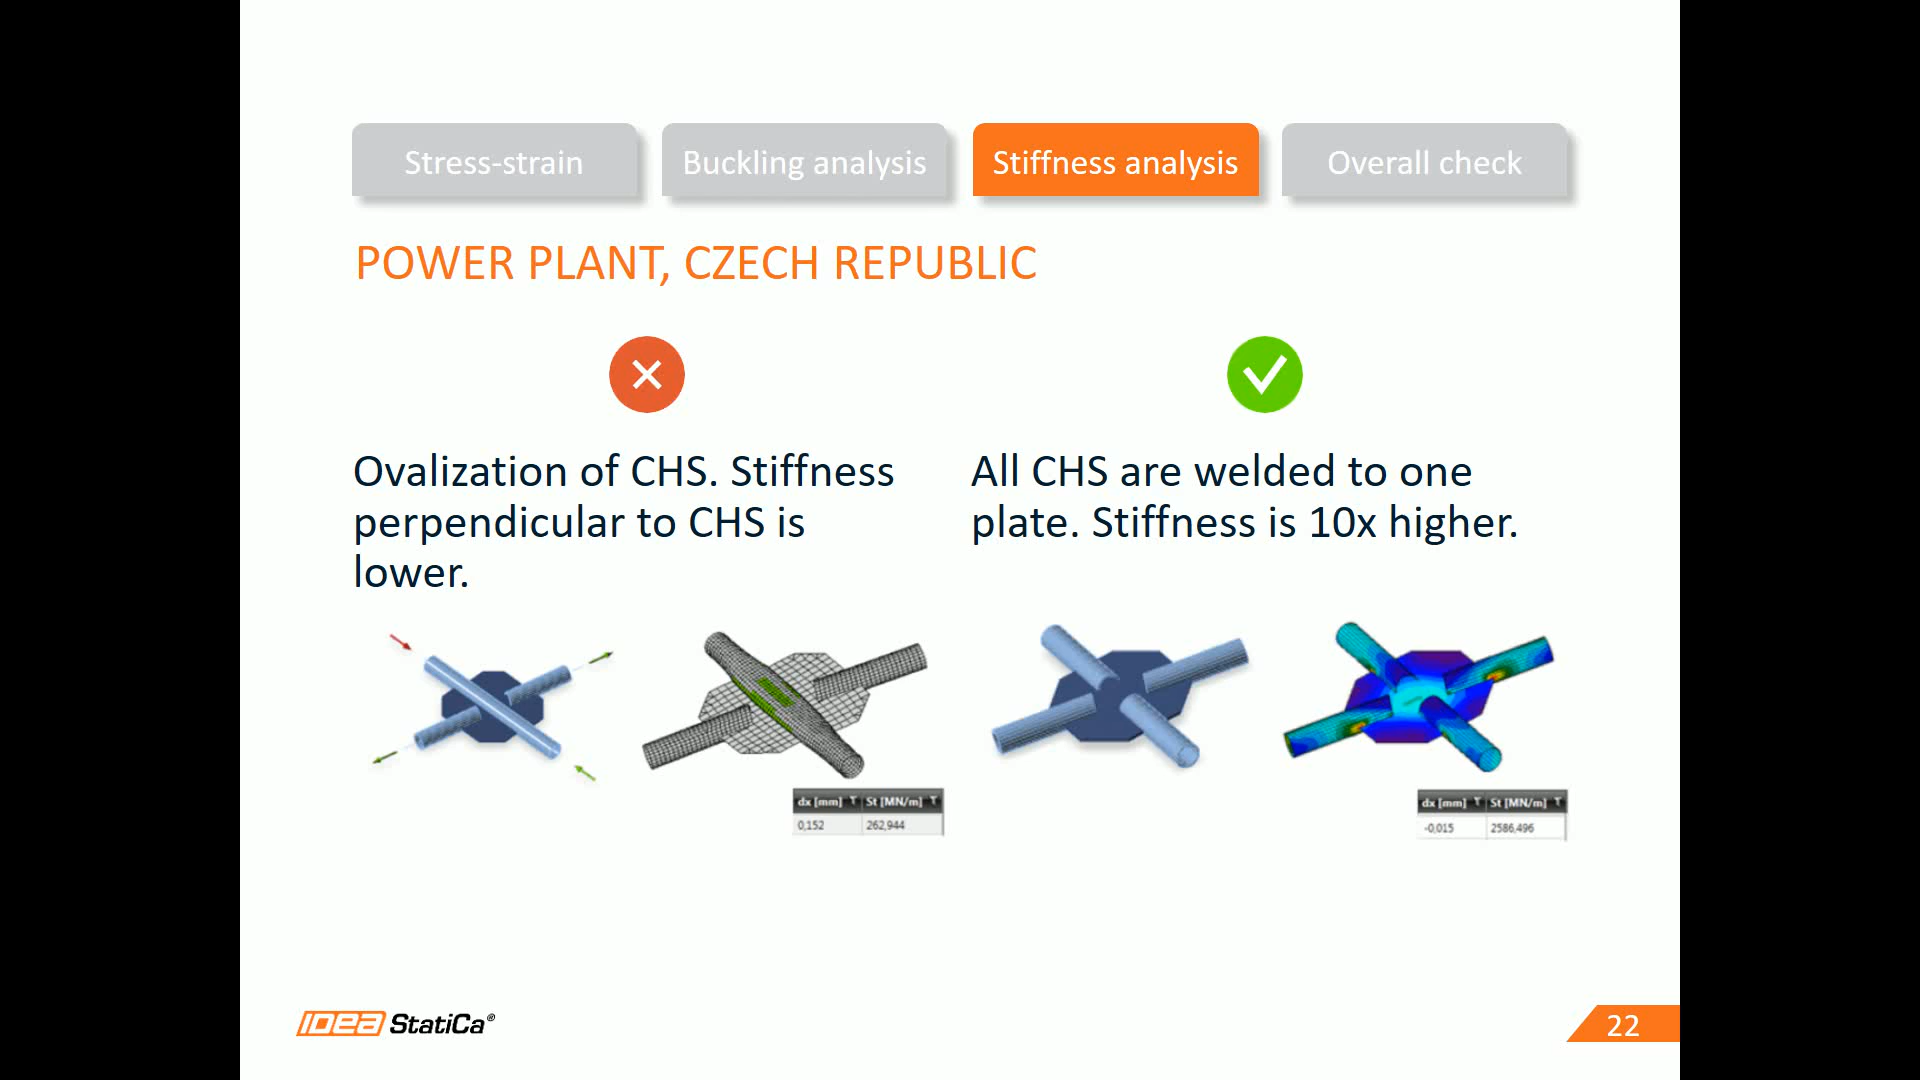 Stress-strain
Buckling analysis
Stiffness analysis
Overall check
POWER PLANT, CZECH REPUBLIC
Ovalization of CHS. Stiffness
perpendicular to CHS is
lower.
All CHS are welded to one
plate. Stiffness is 10x higher.
dx [mm] St [MN/m]
0,152 262,944
dx [mm] St [MN/m]
-0,015 2586,496
IDEA StatiCa®
22